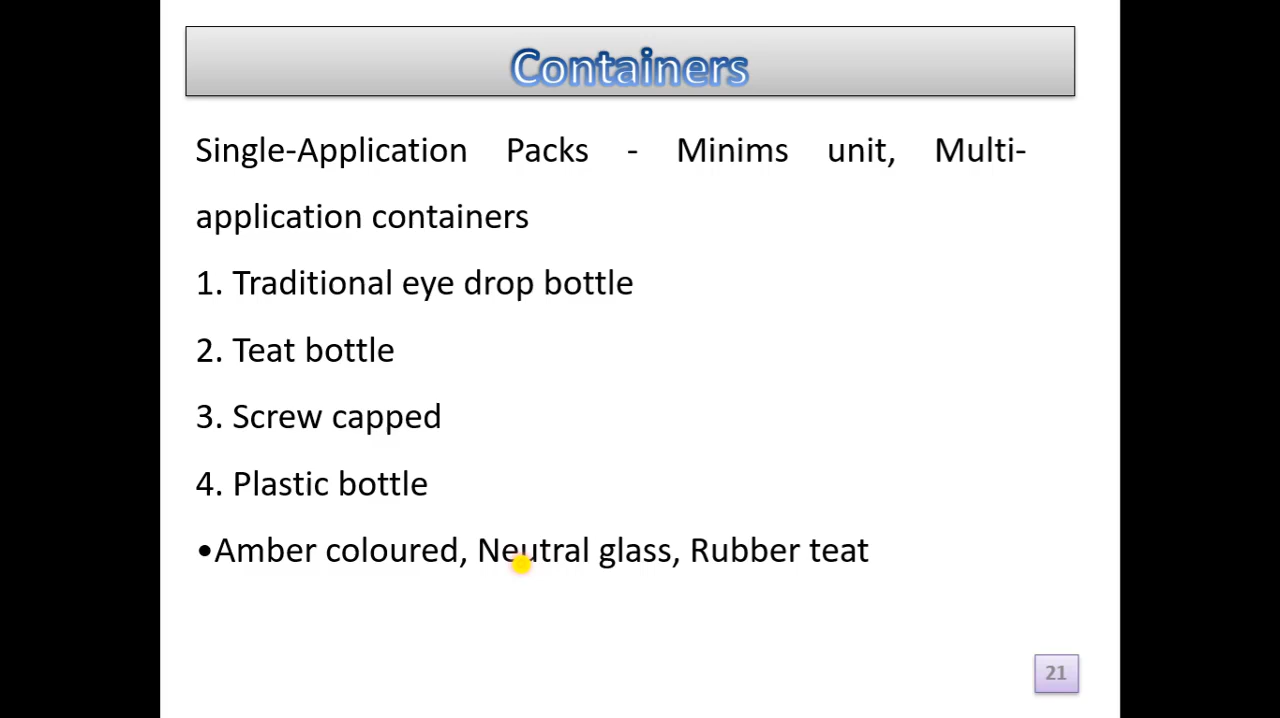 Containers
Single-Application Packs - Minims unit, Multi-
application containers
1. Traditional eye drop bottle
2. Teat bottle
3. Screw capped
4. Plastic bottle
•Amber coloured, Neutral glass, Rubber teat
21